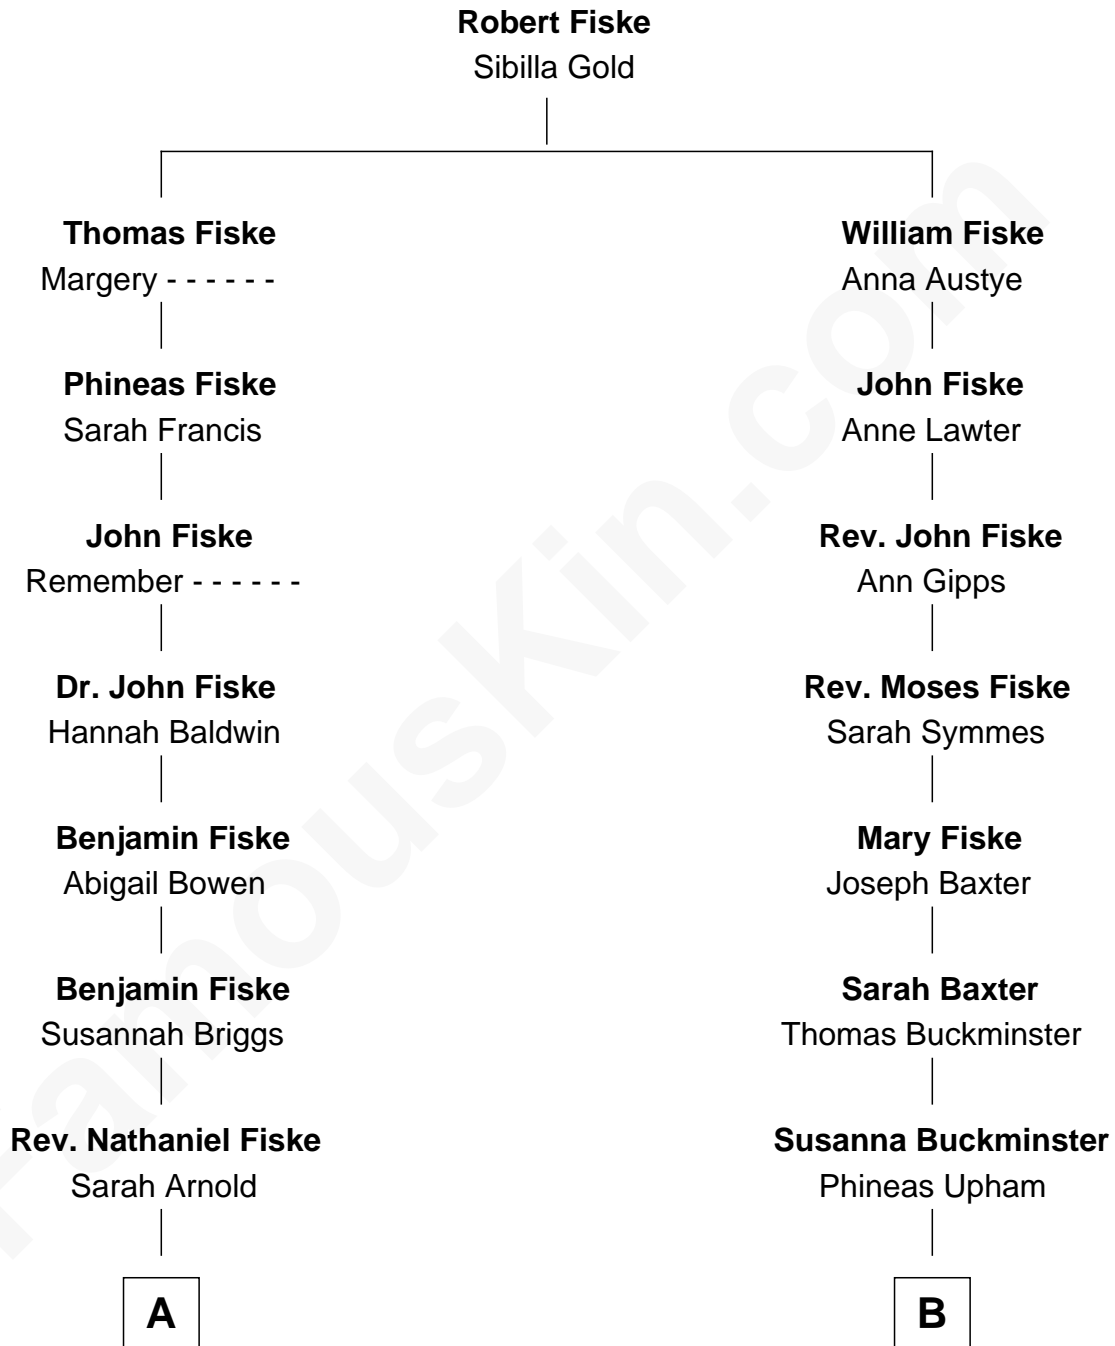 Robert Fiske
Sibilla Gold
Thomas Fiske
Margery - - - - - -
William Fiske
Anna Austye
Phineas Fiske
Sarah Francis
John Fiske
Anne Lawter
John Fiske
Remember - - - - - -
Rev. John Fiske
Ann Gipps
Dr. John Fiske
Hannah Baldwin
Rev. Moses Fiske
Sarah Symmes
Benjamin Fiske
Abigail Bowen
Mary Fiske
Joseph Baxter
Benjamin Fiske
Susannah Briggs
Sarah Baxter
Thomas Buckminster
Rev. Nathaniel Fiske
Sarah Arnold
Susanna Buckminster
Phineas Upham
A
B
FamousKin.com